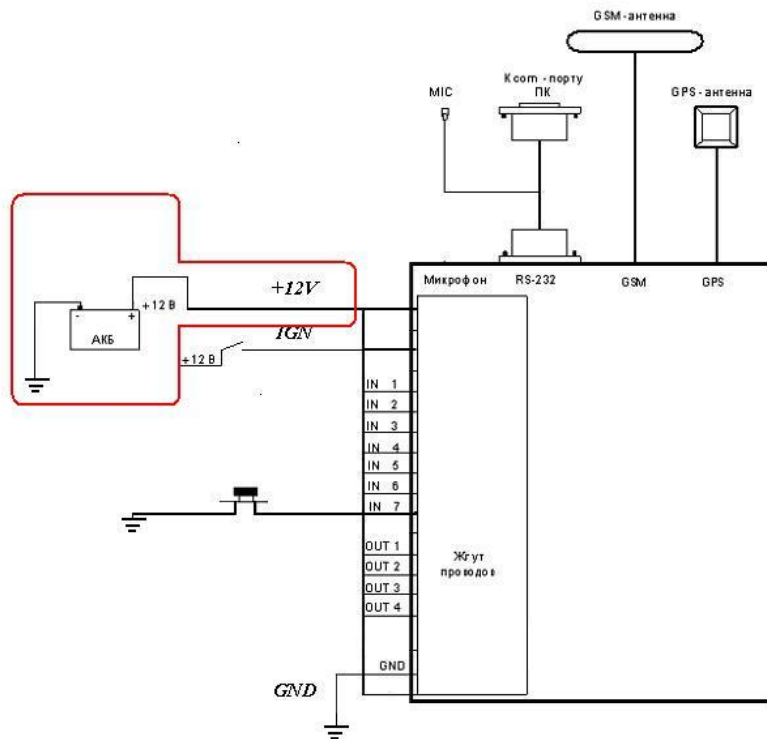 GSM-антенна
К com - порту
ПК
MIC
GPS-антенна
+12V
Микрофон
RS-232
GSM
GPS
- +
+12 В
АКБ
IGN
+12 В
IN 1
IN 2
IN 3
IN 4
IN 5
IN 6
IN 7
OUT 1
OUT 2
OUT 3
OUT 4
Жгут
проводов
GND
GND